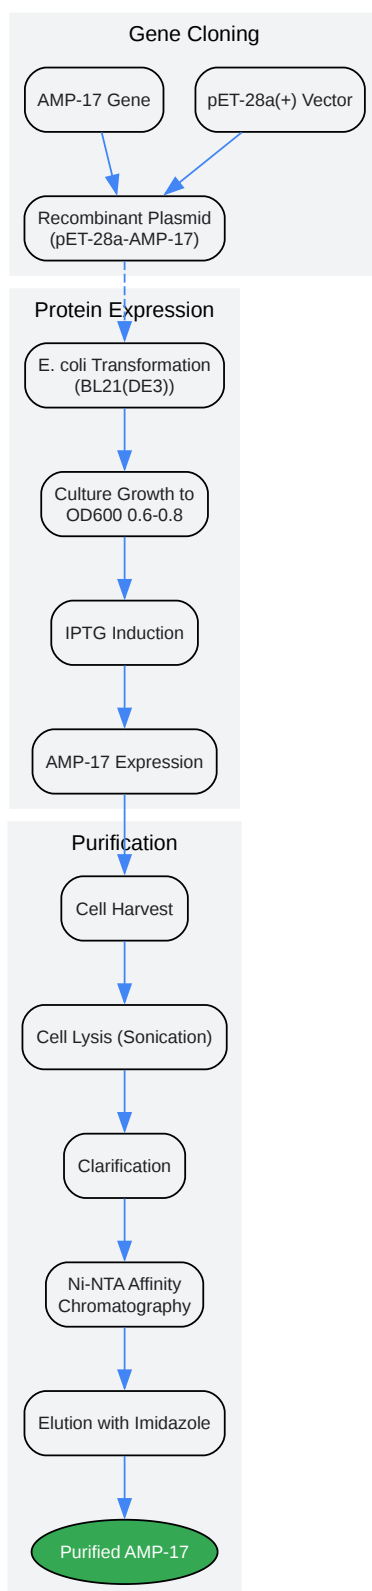 Gene Cloning
AMP-17 Gene
pET-28a(+) Vector
Recombinant Plasmid
(pET-28a-AMP-17)
Protein Expression
E. coli Transformation
(BL21(DE3))
Culture Growth to
OD600 0.6-0.8
IPTG Induction
AMP-17 Expression
Purification
Cell Harvest
Cell Lysis (Sonication)
Clarification
Ni-NTA Affinity
Chromatography
Elution with Imidazole
Purified AMP-17